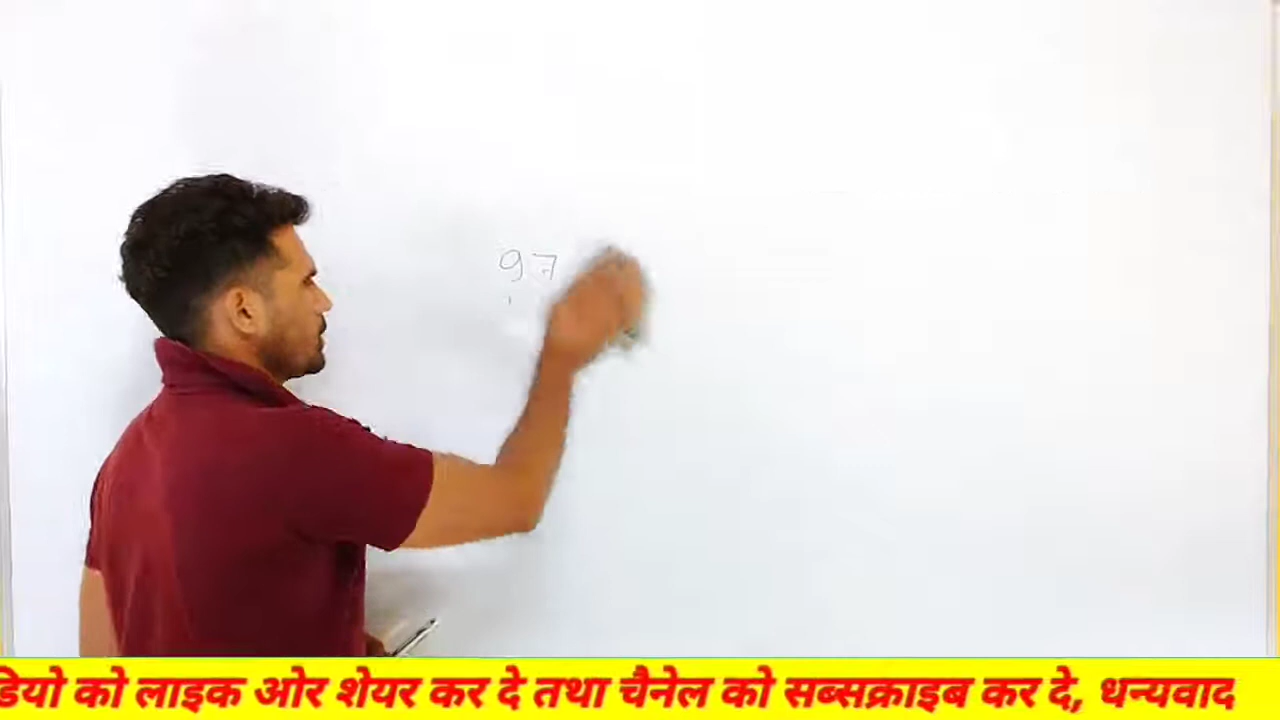 97
डियो को लाइक ओर शेयर कर दे तथा चैनेल को सब्सक्राइब कर दे, धन्यवाद